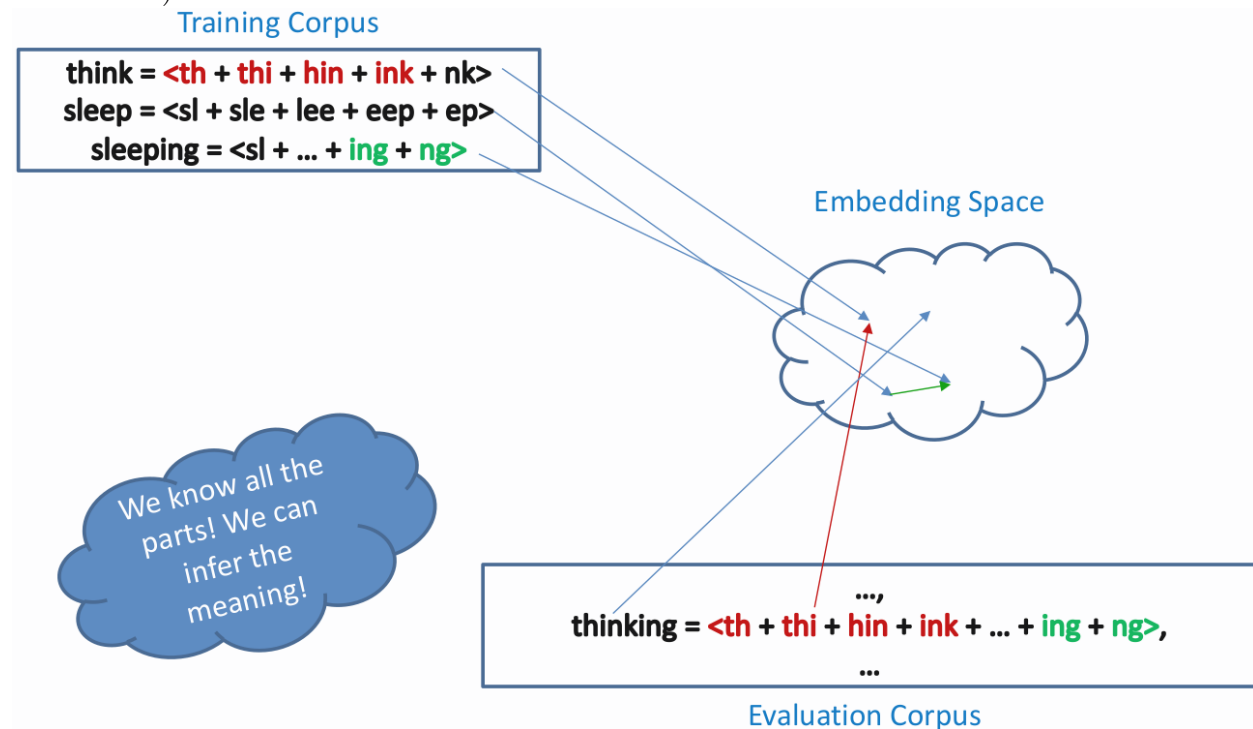 Training Corpus
think = <th + thi + hin + ink + nk>
sleep = <sl + sle + lee + eep + ep>
sleeping = <sl + ... + ing + ng>
Embedding Space
We know all the
parts! We can
infer the
meaning!
...,
thinking = <th + thi + hin + ink + ... + ing + ng>,
...
Evaluation Corpus